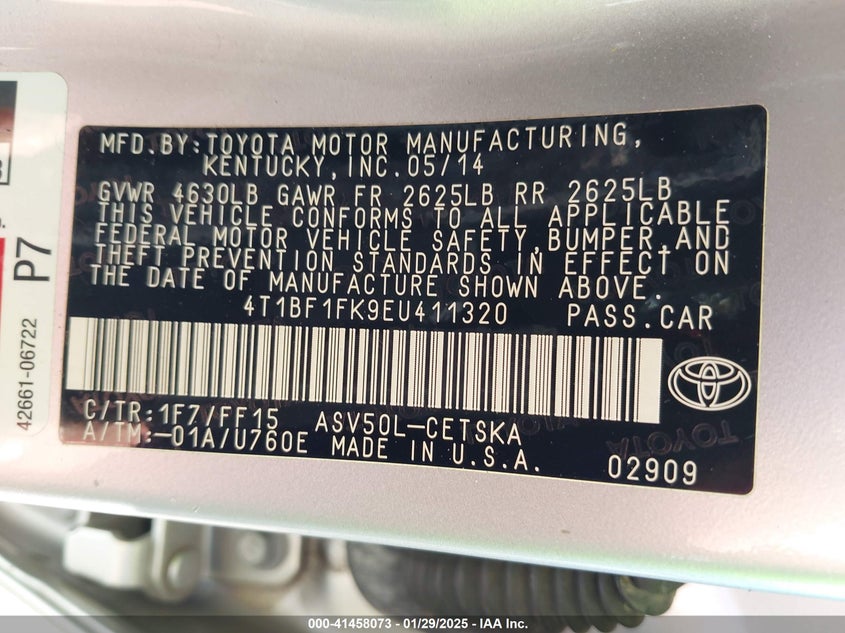 MFD.BY:TOYOTA MOTOR MANUFACTURING,
KENTUCKY,INC.05/14
GVWR 4630LB GAWR FR 2625LB RR 2625LB
THIS VEHICLE CONFORMS TO ALL APPLICABLE
FEDERAL MOTOR VEHICLE SAFETY,BUMPER,AND
THEFT PREVENTION STANDARDS IN EFFECT ON
THE DATE OF MANUFACTURE SHOWN ABOVE.
4T1BF1FK9EU411320 PASS.CAR
C/TR:1F7/FF15 ASV50L-CETSKA
A/TM:-01A/U760E MADE IN U.S.A.
02909
P7
42661-06722
000-41458073 - 01/29/2025 - IAA Inc.